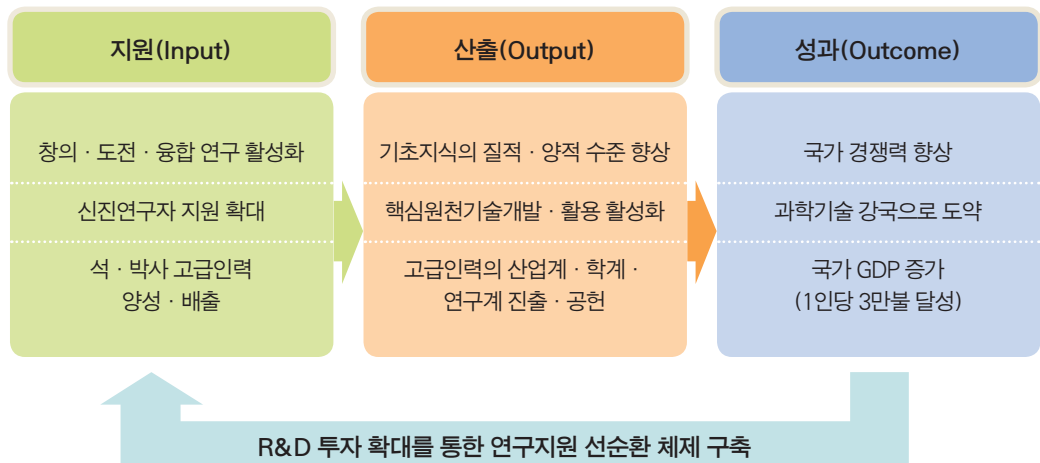 지원(Input)
창의 · 도전 · 융합 연구 활성화
신진연구자 지원 확대
석 · 박사 고급인력
양성 · 배출
산출(Output)
기초지식의 질적 · 양적 수준 향상
핵심원천기술개발 · 활용 활성화
고급인력의 산업계 · 학계 ·
연구계 진출 · 공헌
성과(Outcome)
국가 경쟁력 향상
과학기술 강국으로 도약
국가 GDP 증가
(1인당 3만불 달성)
R&D 투자 확대를 통한 연구지원 선순환 체제 구축